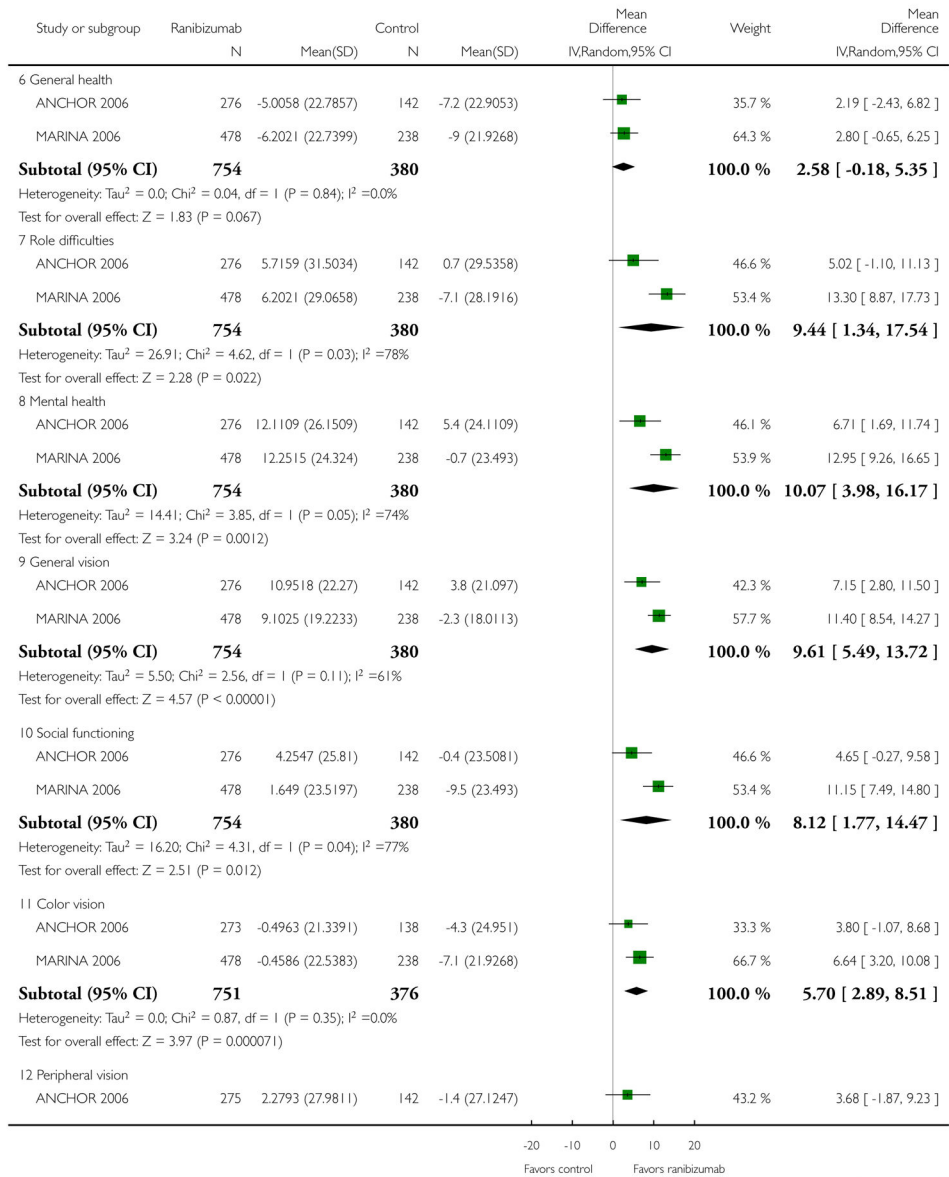 Study or subgroup Ranibizumab Control Mean Difference Weight Mean Difference
N Mean(SD) N Mean(SD) IV,Random,95% CI IV,Random,95% CI
6 General health
ANCHOR 2006 276 -5.0058 (22.7857) 142 -7.2 (22.9053) 35.7 % 2.19 [ -2.43, 6.82 ]
MARINA 2006 478 -6.2021 (22.7399) 238 -9 (21.9268) 64.3 % 2.80 [ -0.65, 6.25 ]
Subtotal (95% CI) 754 380 100.0 % 2.58 [ -0.18, 5.35 ]
Heterogeneity: Tau² = 0.0; Chi² = 0.04, df = 1 (P = 0.84); I² =0.0%
Test for overall effect: Z = 1.83 (P = 0.067)
7 Role difficulties
ANCHOR 2006 276 5.7159 (31.5034) 142 0.7 (29.5358) 46.6 % 5.02 [ -1.10, 11.13 ]
MARINA 2006 478 6.2021 (29.0658) 238 -7.1 (28.1916) 53.4 % 13.30 [ 8.87, 17.73 ]
Subtotal (95% CI) 754 380 100.0 % 9.44 [ 1.34, 17.54 ]
Heterogeneity: Tau² = 26.91; Chi² = 4.62, df = 1 (P = 0.03); I² =78%
Test for overall effect: Z = 2.28 (P = 0.022)
8 Mental health
ANCHOR 2006 276 12.1109 (26.1509) 142 5.4 (24.1109) 46.1 % 6.71 [ 1.69, 11.74 ]
MARINA 2006 478 12.2515 (24.324) 238 -0.7 (23.493) 53.9 % 12.95 [ 9.26, 16.65 ]
Subtotal (95% CI) 754 380 100.0 % 10.07 [ 3.98, 16.17 ]
Heterogeneity: Tau² = 14.41; Chi² = 3.85, df = 1 (P = 0.05); I² =74%
Test for overall effect: Z = 3.24 (P = 0.0012)
9 General vision
ANCHOR 2006 276 10.9518 (22.27) 142 3.8 (21.097) 42.3 % 7.15 [ 2.80, 11.50 ]
MARINA 2006 478 9.1025 (19.2233) 238 -2.3 (18.0113) 57.7 % 11.40 [ 8.54, 14.27 ]
Subtotal (95% CI) 754 380 100.0 % 9.61 [ 5.49, 13.72 ]
Heterogeneity: Tau² = 5.50; Chi² = 2.56, df = 1 (P = 0.11); I² =61%
Test for overall effect: Z = 4.57 (P < 0.00001)
10 Social functioning
ANCHOR 2006 276 4.2547 (25.81) 142 -0.4 (23.5081) 46.6 % 4.65 [ -0.27, 9.58 ]
MARINA 2006 478 1.649 (23.5197) 238 -9.5 (23.493) 53.4 % 11.15 [ 7.49, 14.80 ]
Subtotal (95% CI) 754 380 100.0 % 8.12 [ 1.77, 14.47 ]
Heterogeneity: Tau² = 16.20; Chi² = 4.31, df = 1 (P = 0.04); I² =77%
Test for overall effect: Z = 2.51 (P = 0.012)
11 Color vision
ANCHOR 2006 273 -0.4963 (21.3391) 138 -4.3 (24.951) 33.3 % 3.80 [ -1.07, 8.68 ]
MARINA 2006 478 -0.4586 (22.5383) 238 -7.1 (21.9268) 66.7 % 6.64 [ 3.20, 10.08 ]
Subtotal (95% CI) 751 376 100.0 % 5.70 [ 2.89, 8.51 ]
Heterogeneity: Tau² = 0.0; Chi² = 0.87, df = 1 (P = 0.35); I² =0.0%
Test for overall effect: Z = 3.97 (P = 0.000071)
12 Peripheral vision
ANCHOR 2006 275 2.2793 (27.9811) 142 -1.4 (27.1247) 43.2 % 3.68 [ -1.87, 9.23 ]
-20 -10 0 10 20
Favors control Favors ranibizumab